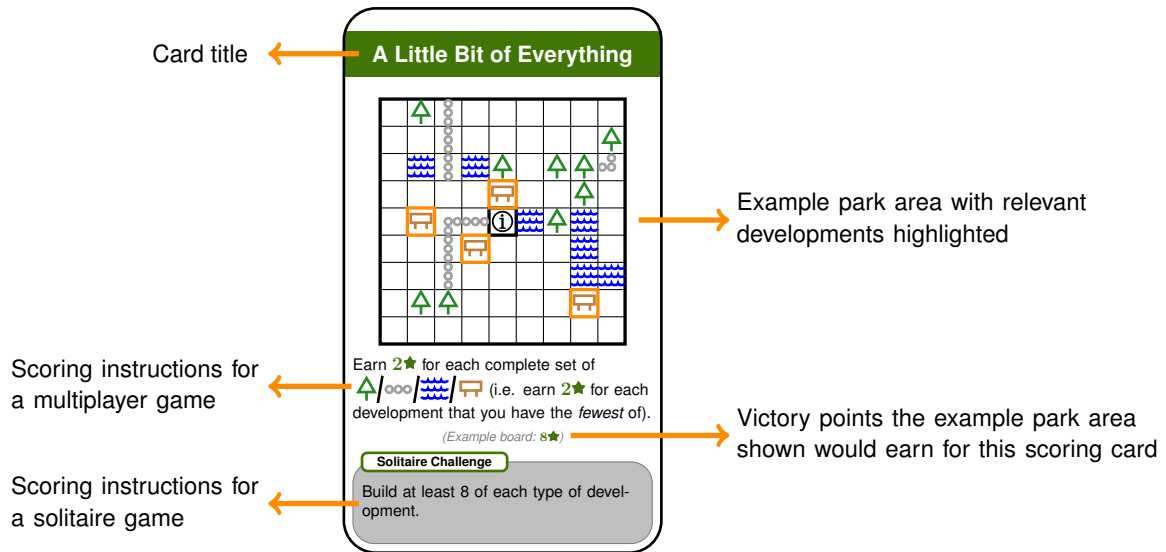 Card title
A Little Bit of Everything
i
Example park area with relevant
developments highlighted
Scoring instructions for
a multiplayer game
Earn 2★ for each complete set of
/ / / (i.e. earn 2★ for each
development that you have the fewest of).
(Example board: 8★)
Victory points the example park area
shown would earn for this scoring card
Solitaire Challenge
Scoring instructions for
a solitaire game
Build at least 8 of each type of devel-
opment.